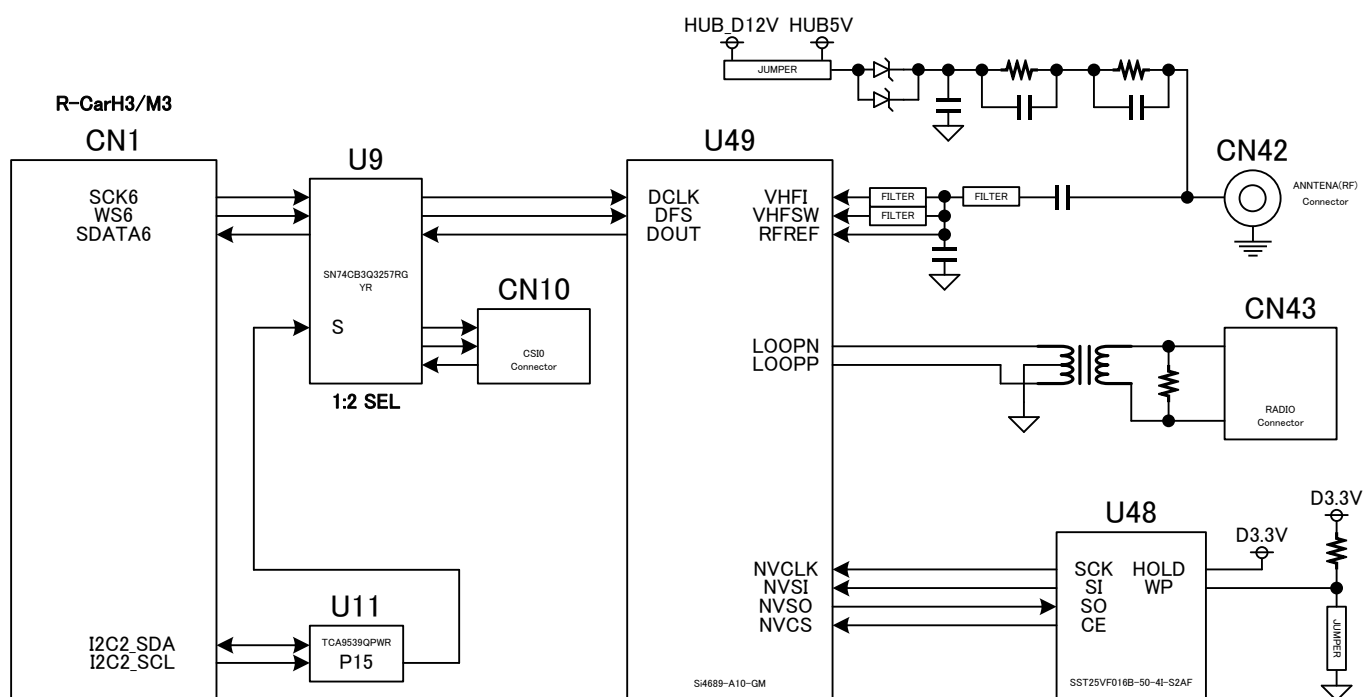 HUB_D12V HUB5V
JUMPER
R-CarH3/M3
CN1
U9
U49
CN42
ANNTENA(RF)
Connector
SCK6
WS6
SDATA6
DCLK
DFS
DOUT
VHFI
VHFSW
RFREF
FILTER
FILTER
FILTER
SN74CB3Q3257RG
YR
S
1:2 SEL
CN10
CSI0
Connector
LOOPN
LOOPP
CN43
RADIO
Connector
U48
D3.3V
D3.3V
NVCLK
NVSI
NVSO
NVCS
SCK HOLD
SI WP
SO
CE
JUMPER
U11
TCA9539QPWR
P15
I2C2_SDA
I2C2_SCL
Si4689-A10-GM
SST25VF016B-50-4I-S2AF